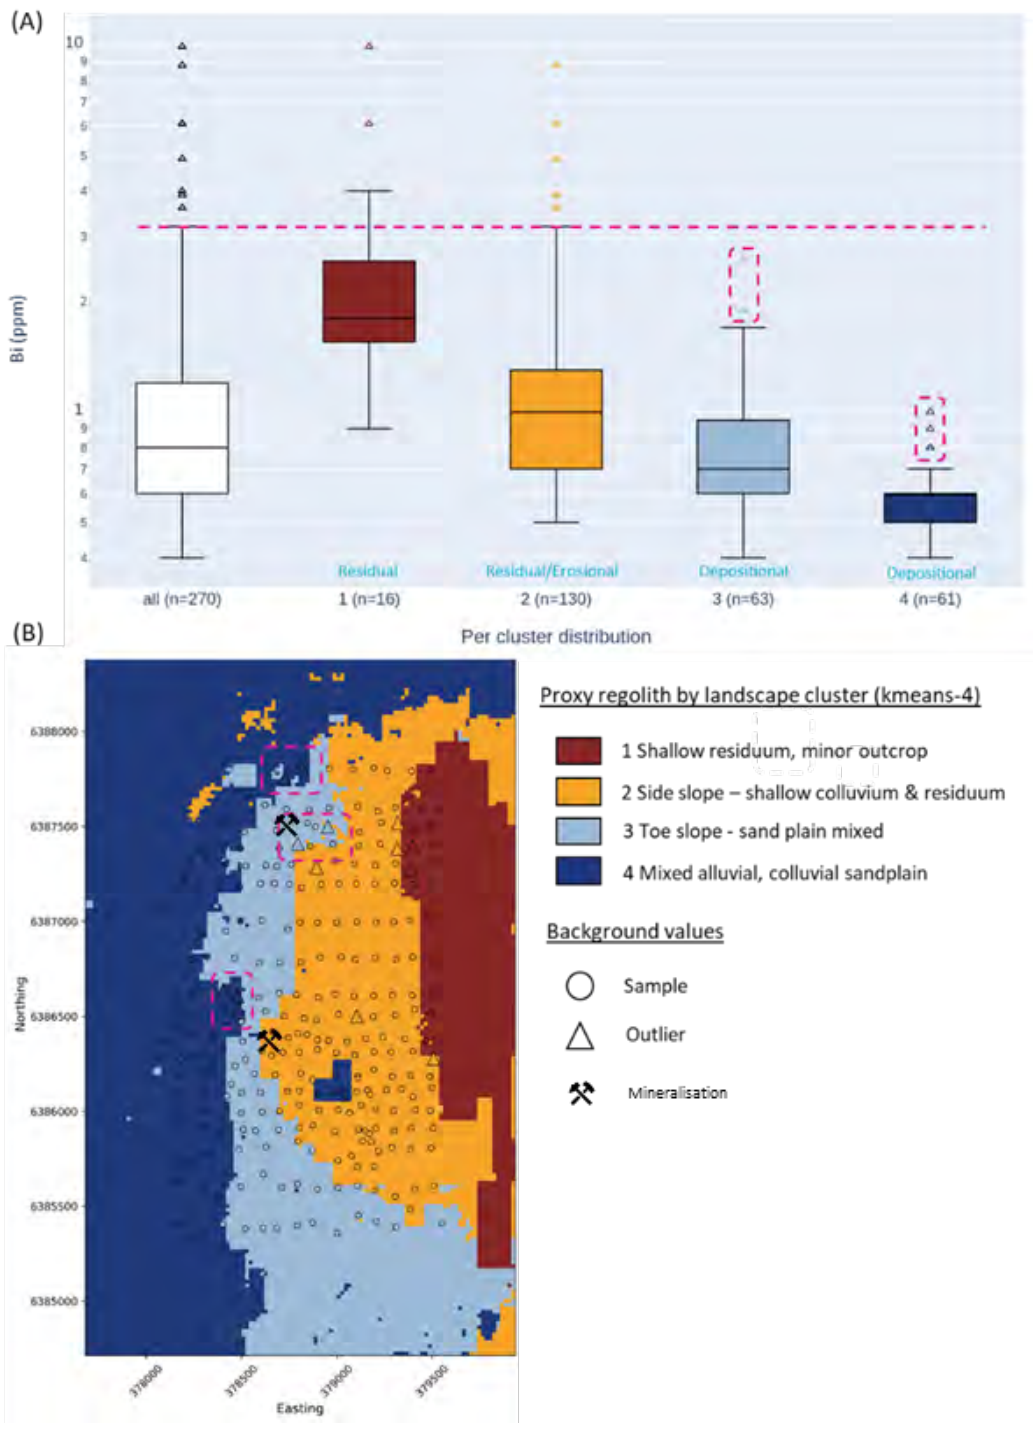 (A)
10
9
8
7
6
5
4
3
2
1
9
8
7
6
5
4
Bi (ppm)
Residual
Residual/Erosional
Depositional
Depositional
all (n=270)
1 (n=16)
2 (n=130)
3 (n=63)
4 (n=61)
Per cluster distribution
(B)
6388000
6387500
6387000
6386500
6386000
6385500
6385000
Northing
378000
378500
379000
379500
Easting
Proxy regolith by landscape cluster (kmeans-4)
1 Shallow residuum, minor outcrop
2 Side slope – shallow colluvium & residuum
3 Toe slope - sand plain mixed
4 Mixed alluvial, colluvial sandplain
Background values
Sample
Outlier
Mineralisation